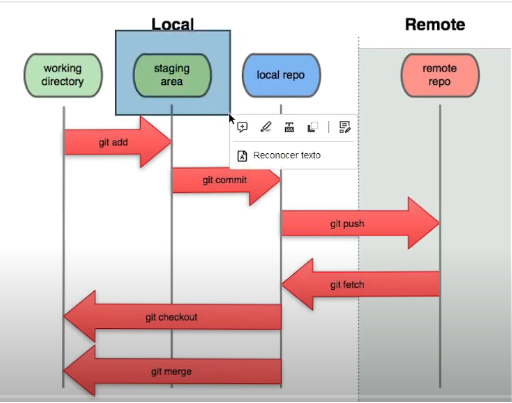 Local
Remote
working
directory
staging
area
local repo
remote
repo
git add
Reconocer texto
git commit
git push
git fetch
git checkout
git merge